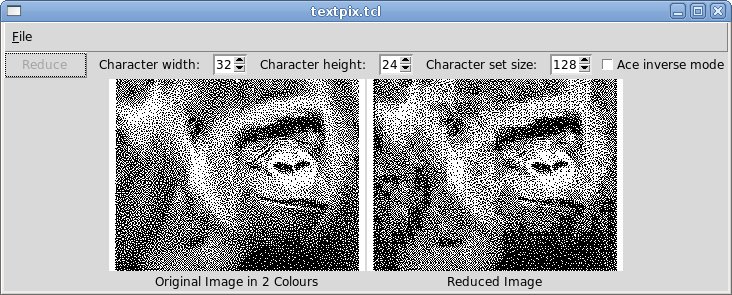 textpix.tcl
File
Reduce Character width: 32 Character height: 24 Character set size: 128 Ace inverse mode
Original Image in 2 Colours Reduced Image